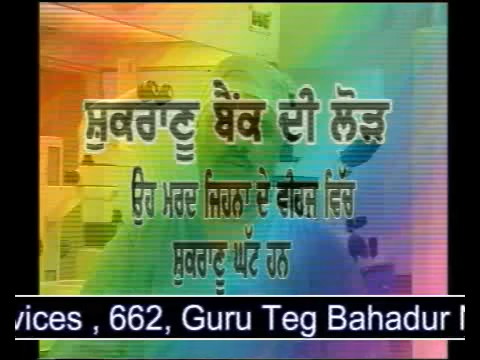 ਸ਼ੁਕਰਾਣੂ ਬੈਂਕ ਦੀ ਲੋੜ
ਉਹ ਮਰਦ ਜਿਹਨਾਂ ਦੇ ਵੀਰਜ ਵਿੱਚ
ਸ਼ੁਕਰਾਣੂ ਘੱਟ ਹਨ
vices , 662, Guru Teg Bahadur N